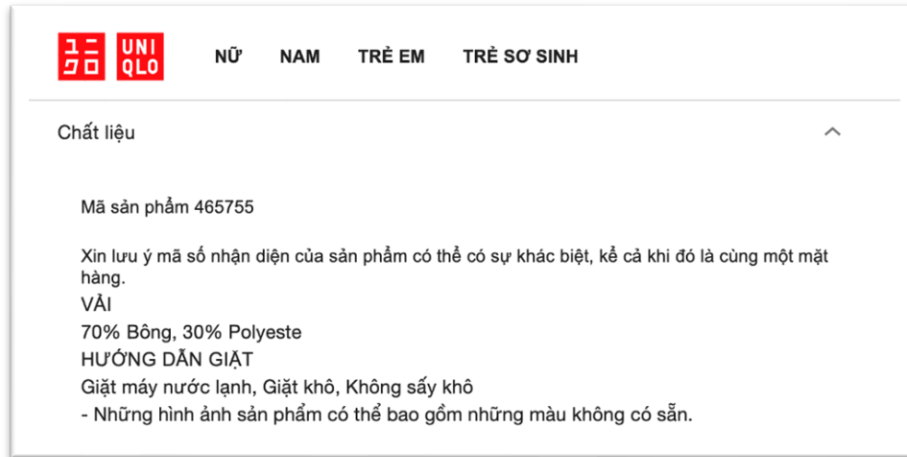 ユニ UNI
クロ QLO
NỮ NAM TRẺ EM TRẺ SƠ SINH
Chất liệu
Mã sản phẩm 465755
Xin lưu ý mã số nhận diện của sản phẩm có thể có sự khác biệt, kể cả khi đó là cùng một mặt
hàng.
VẢI
70% Bông, 30% Polyeste
HƯỚNG DẪN GIẶT
Giặt máy nước lạnh, Giặt khô, Không sấy khô
- Những hình ảnh sản phẩm có thể bao gồm những màu không có sẵn.